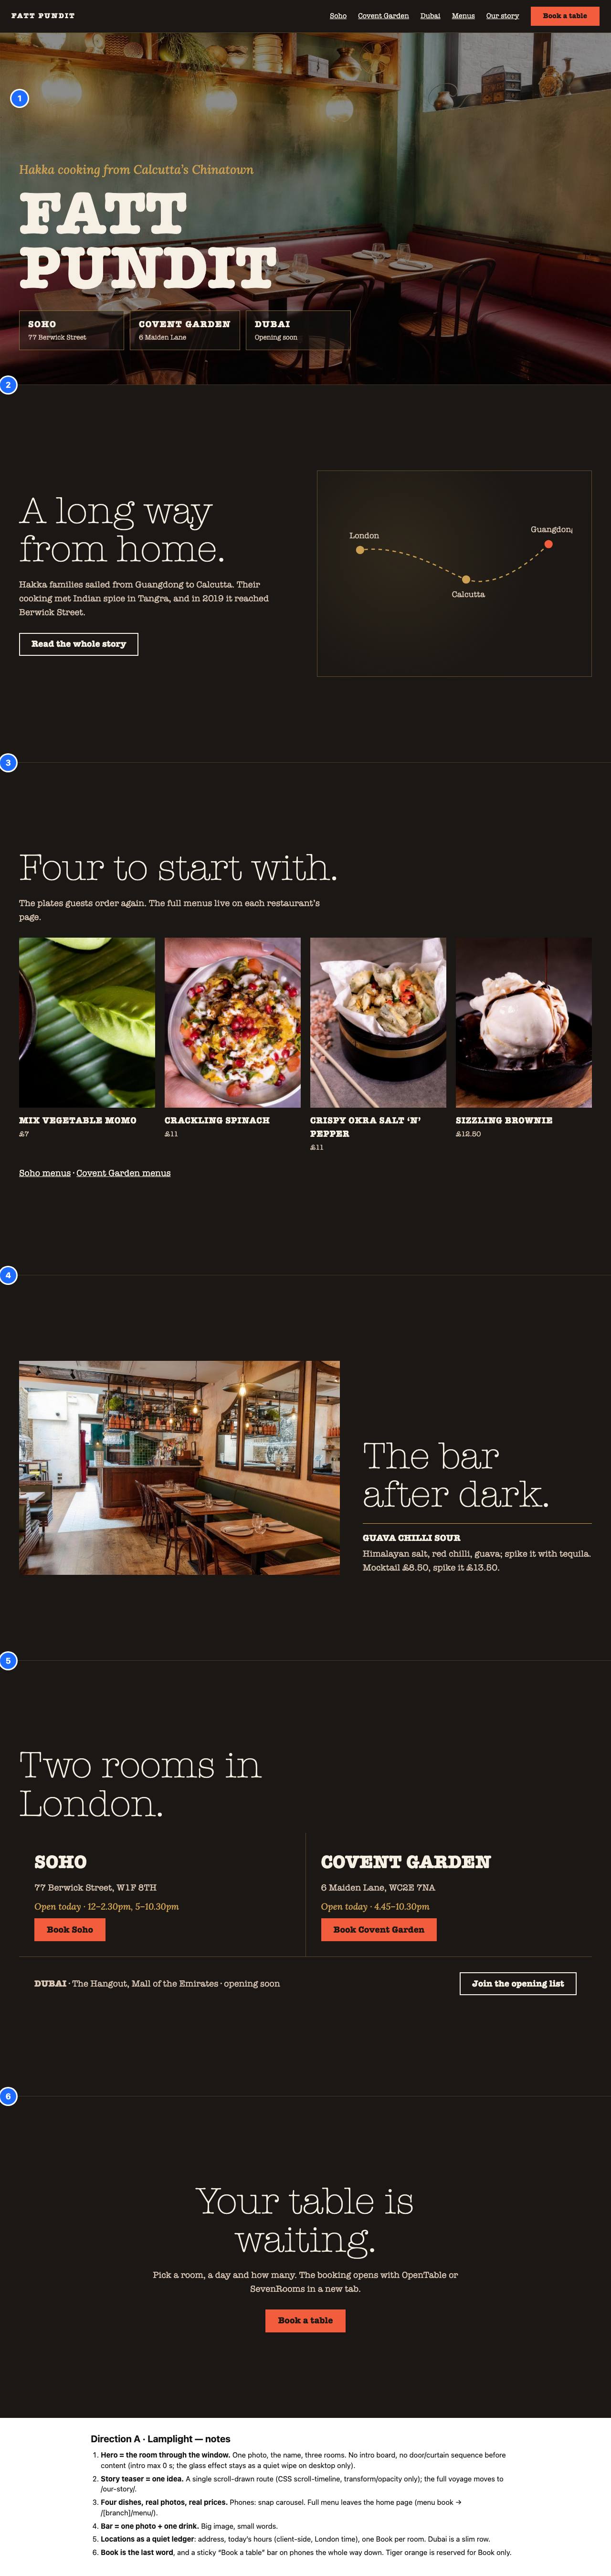 FATT PUNDIT
Soho Covent Garden Dubai Menus Our story Book a table
1
Hakka cooking from Calcutta's Chinatown
FATT
PUNDIT
SOHO
77 Berwick Street
COVENT GARDEN
6 Maiden Lane
DUBAI
Opening soon
2
A long way
from home.
Hakka families sailed from Guangdong to Calcutta. Their
cooking met Indian spice in Tangra, and in 2019 it reached
Berwick Street.
Read the whole story
London
Calcutta
Guangdon
3
Four to start with.
The plates guests order again. The full menus live on each restaurant's
page.
MIX VEGETABLE MOMO
£7
CRACKLING SPINACH
£11
CRISPY OKRA SALT ‘N’
PEPPER
£11
SIZZLING BROWNIE
£12.50
Soho menus · Covent Garden menus
4
The bar
after dark.
GUAVA CHILLI SOUR
Himalayan salt, red chilli, guava; spike it with tequila.
Mocktail £8.50, spike it £13.50.
5
Two rooms in
London.
SOHO
77 Berwick Street, W1F 8TH
Open today · 12–2.30pm, 5–10.30pm
Book Soho
COVENT GARDEN
6 Maiden Lane, WC2E 7NA
Open today · 4.45–10.30pm
Book Covent Garden
DUBAI · The Hangout, Mall of the Emirates · opening soon
Join the opening list
6
Your table is
waiting.
Pick a room, a day and how many. The booking opens with OpenTable or
SevenRooms in a new tab.
Book a table
Direction A · Lamplight — notes
1. Hero = the room through the window. One photo, the name, three rooms. No intro board, no door/curtain sequence before
content (intro max 0 s; the glass effect stays as a quiet wipe on desktop only).
2. Story teaser = one idea. A single scroll-drawn route (CSS scroll-timeline, transform/opacity only); the full voyage moves to
/our-story/.
3. Four dishes, real photos, real prices. Phones: snap carousel. Full menu leaves the home page (menu book →
/[branch]/menu/).
4. Bar = one photo + one drink. Big image, small words.
5. Locations as a quiet ledger: address, today's hours (client-side, London time), one Book per room. Dubai is a slim row.
6. Book is the last word, and a sticky “Book a table” bar on phones the whole way down. Tiger orange is reserved for Book only.